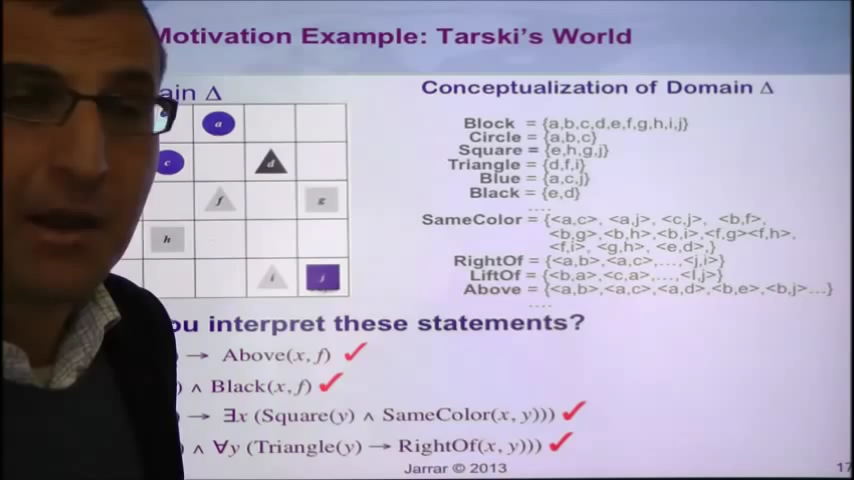 Motivation Example: Tarski's World
ain Δ
a
c
d
f
g
h
i
j
Conceptualization of Domain Δ
Block = {a,b,c,d,e,f,g,h,i,j}
Circle = {a,b,c}
Square = {e,h,g,j}
Triangle = {d,f,i}
Blue = {a,c,j}
Black = {e,d}
....
SameColor = {<a,c>, <a,j>, <c,j>, <b,f>,
<b,g>, <b,h>, <b,i>, <f,g><f,h>,
<f,i>, <g,h>, <e,d>,}
RightOf = {<a,b>,<a,c>,…,<j,i>}
LiftOf = {<b,a>,<c,a>,…,<I,j>}
Above = {<a,b>,<a,c>,<a,d>,<b,e>,<b,j>…}
....
ou interpret these statements?
) → Above(x, f) ✓
) ∧ Black(x, f) ✓
) → ∃x (Square(y) ∧ SameColor(x, y))) ✓
) ∧ ∀y (Triangle(y) → RightOf(x, y))) ✓
Jarrar © 2013
17